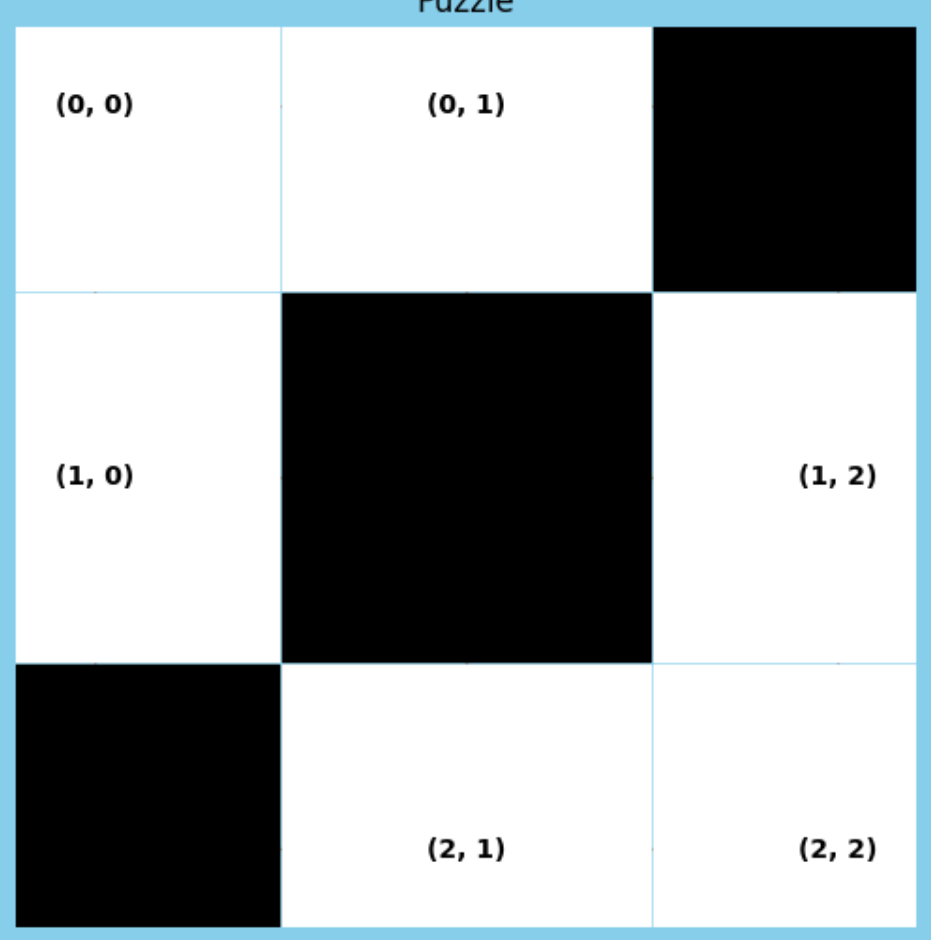 Puzzle
(0, 0) (0, 1)
(1, 0) (1, 2)
(2, 1) (2, 2)